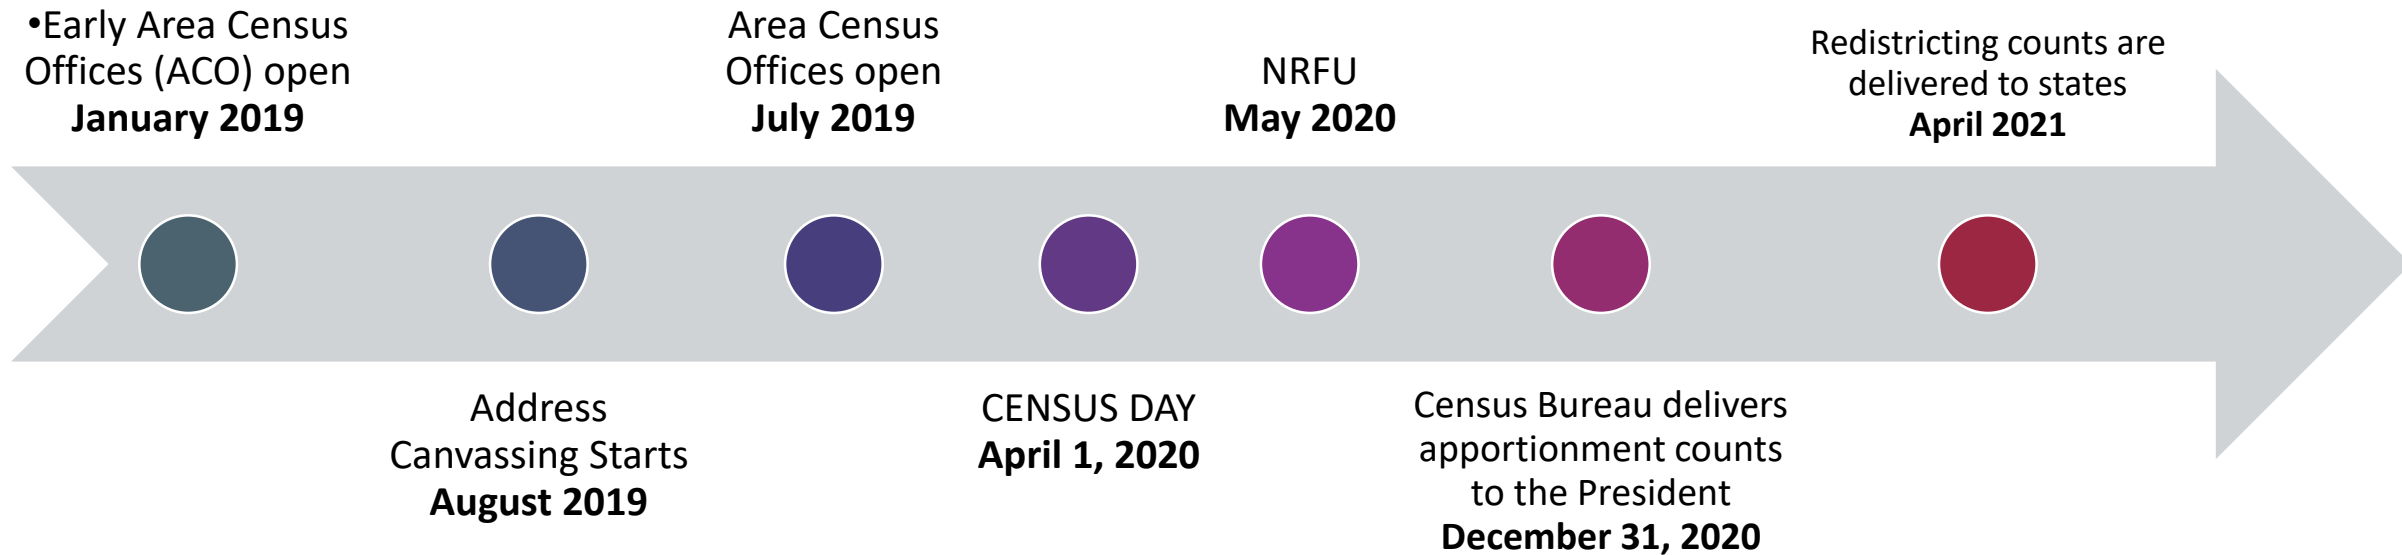 •Early Area Census
Offices (ACO) open
January 2019
Address
Canvassing Starts
August 2019
Area Census
Offices open
July 2019
CENSUS DAY
April 1, 2020
NRFU
May 2020
Census Bureau delivers
apportionment counts
to the President
December 31, 2020
Redistricting counts are
delivered to states
April 2021